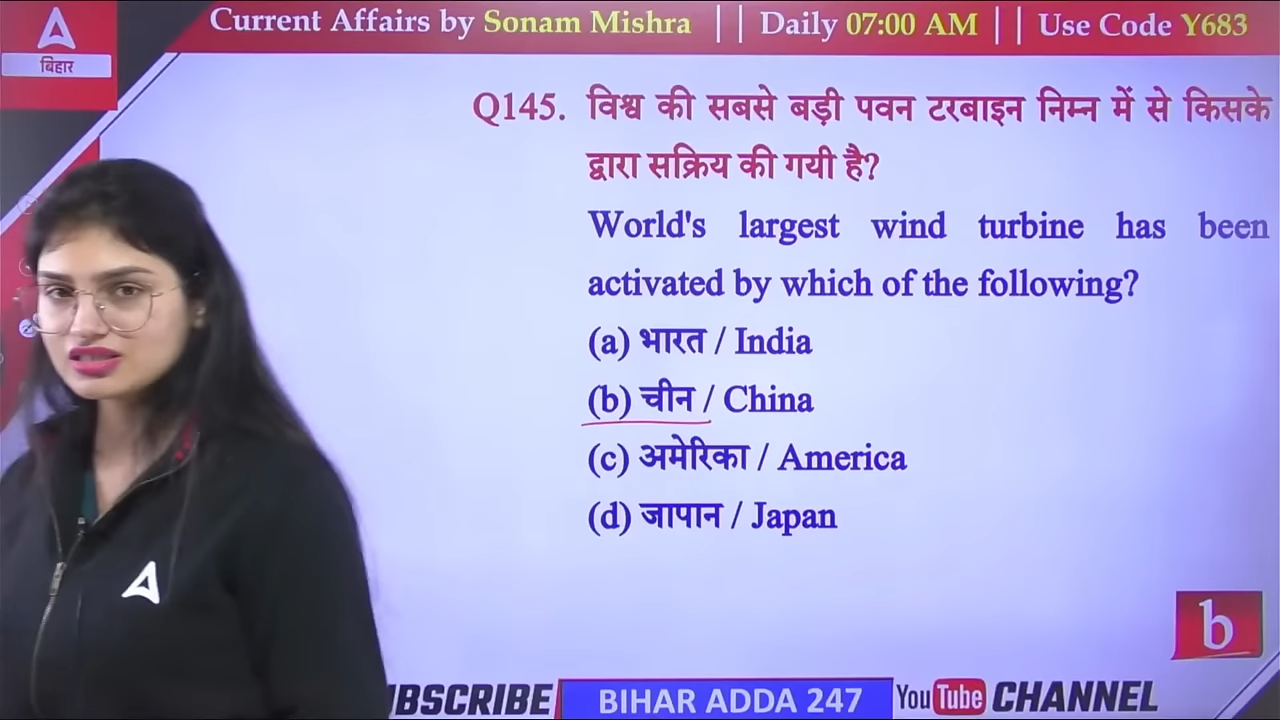 Current Affairs by Sonam Mishra || Daily 07:00 AM || Use Code Y683
बिहार
Q145. विश्व की सबसे बड़ी पवन टरबाइन निम्न में से किसके
द्वारा सक्रिय की गयी है?
World's largest wind turbine has been
activated by which of the following?
(a) भारत / India
(b) चीन / China
(c) अमेरिका / America
(d) जापान / Japan
b
BSCRIBE BIHAR ADDA 247 YouTube CHANNEL